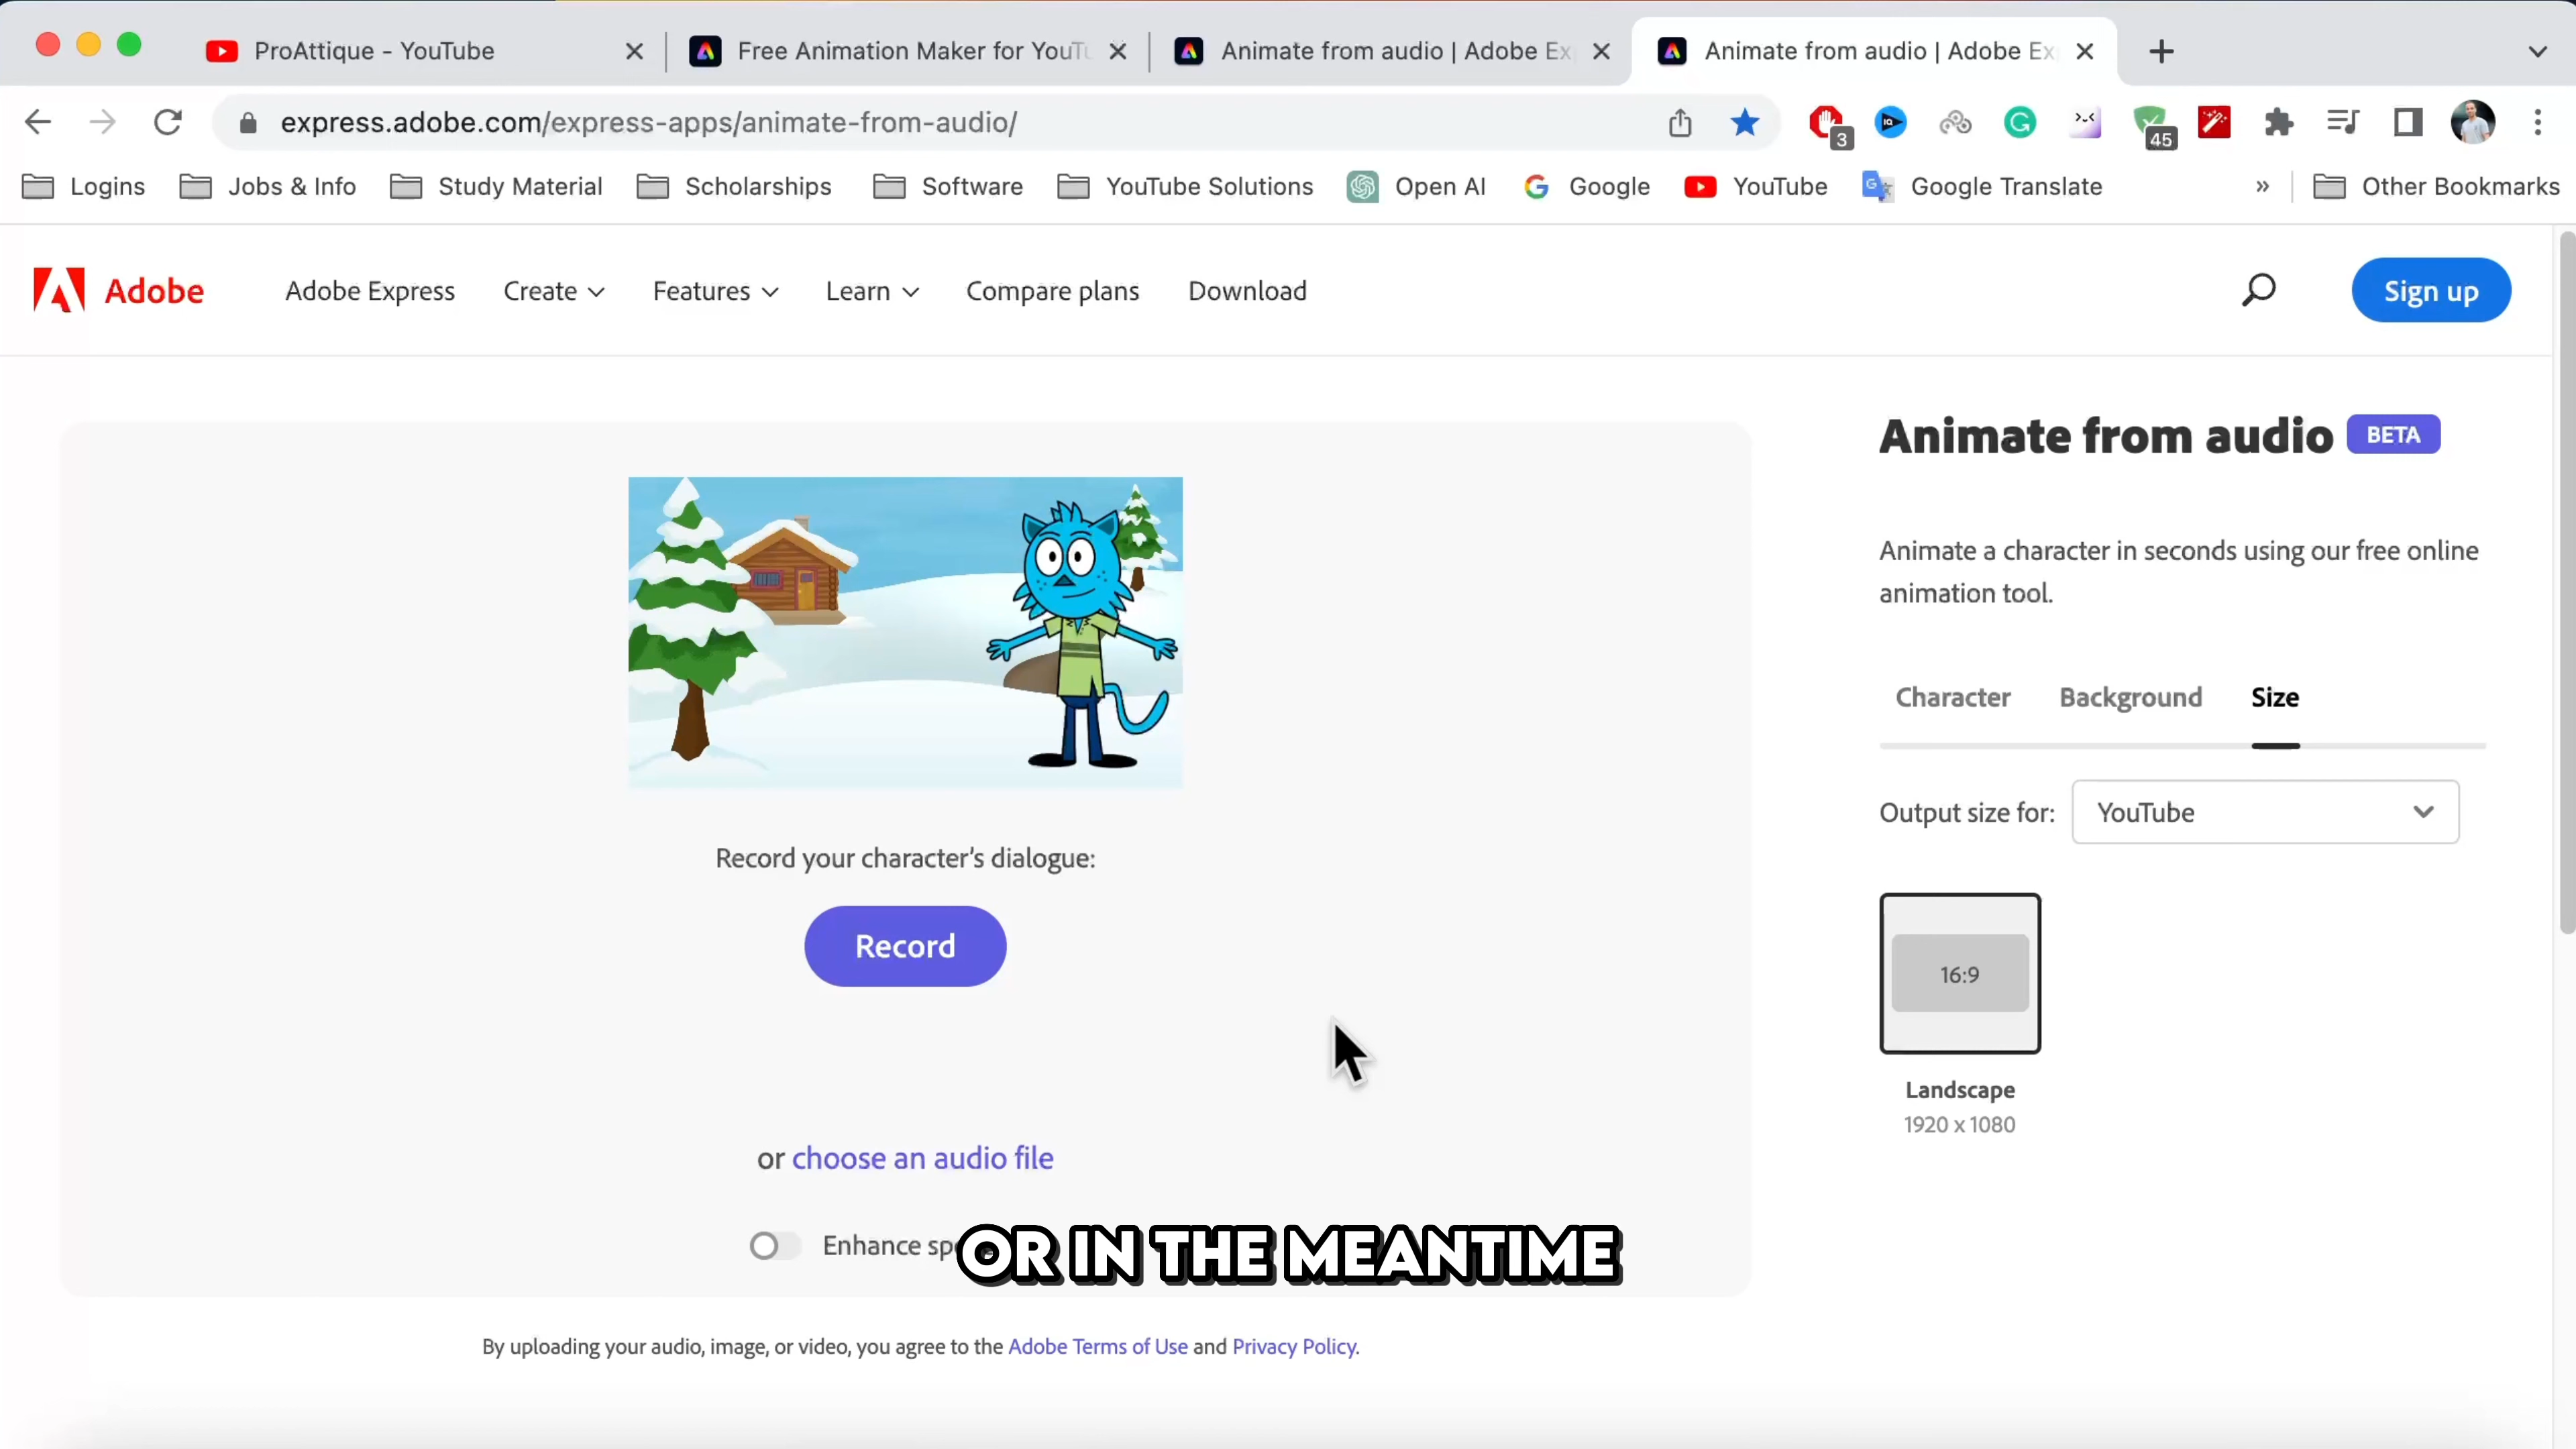 ProAttique - YouTube
Free Animation Maker for YouTu
Animate from audio | Adobe Ex
Animate from audio | Adobe Ex
express.adobe.com/express-apps/animate-from-audio/
3
IQ
45
Logins
Jobs & Info
Study Material
Scholarships
Software
YouTube Solutions
Open AI
Google
YouTube
Google Translate
»
Other Bookmarks
Adobe
Adobe Express
Create
Features
Learn
Compare plans
Download
Sign up
Animate from audio BETA
Animate a character in seconds using our free online
animation tool.
Character
Background
Size
Output size for:
YouTube
16:9
Landscape
1920 x 1080
Record your character's dialogue:
Record
or choose an audio file
Enhance sp
OR IN THE MEANTIME
By uploading your audio, image, or video, you agree to the Adobe Terms of Use and Privacy Policy.